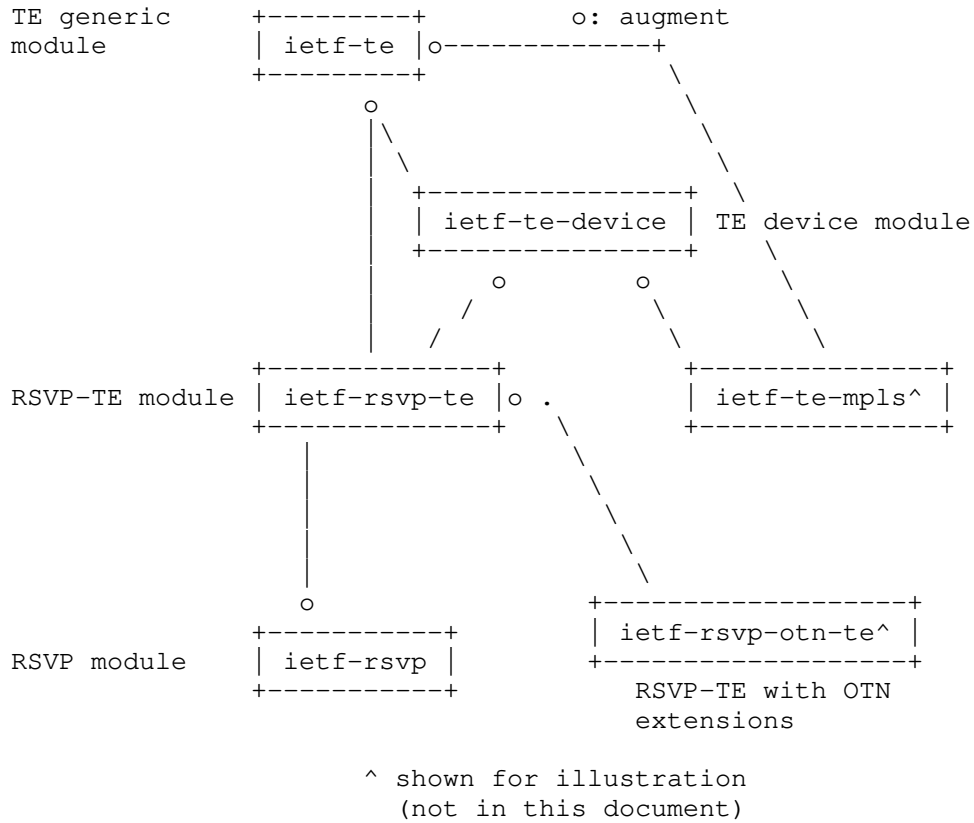 TE generic
module
o: augment
ietf-te
ietf-te-device
TE device module
RSVP-TE module
ietf-rsvp-te
ietf-te-mpls^
RSVP module
ietf-rsvp
ietf-rsvp-otn-te^
RSVP-TE with OTN
extensions
^ shown for illustration
(not in this document)